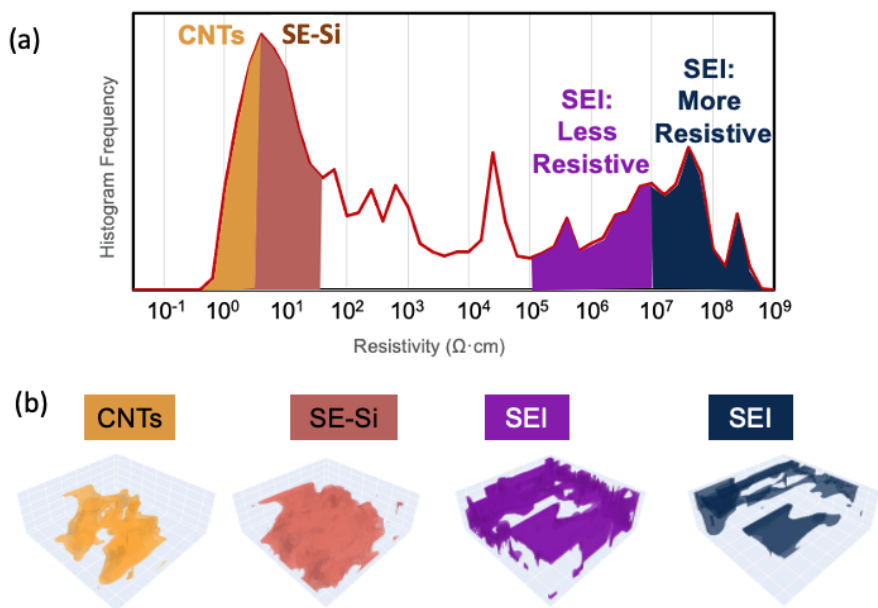 (a)
CNTs SE-Si
SEI:
Less
Resistive
SEI:
More
Resistive
Histogram Frequency
10⁻¹ 10⁰ 10¹ 10² 10³ 10⁴ 10⁵ 10⁶ 10⁷ 10⁸ 10⁹
Resistivity (Ω·cm)
(b)
CNTs SE-Si SEI SEI